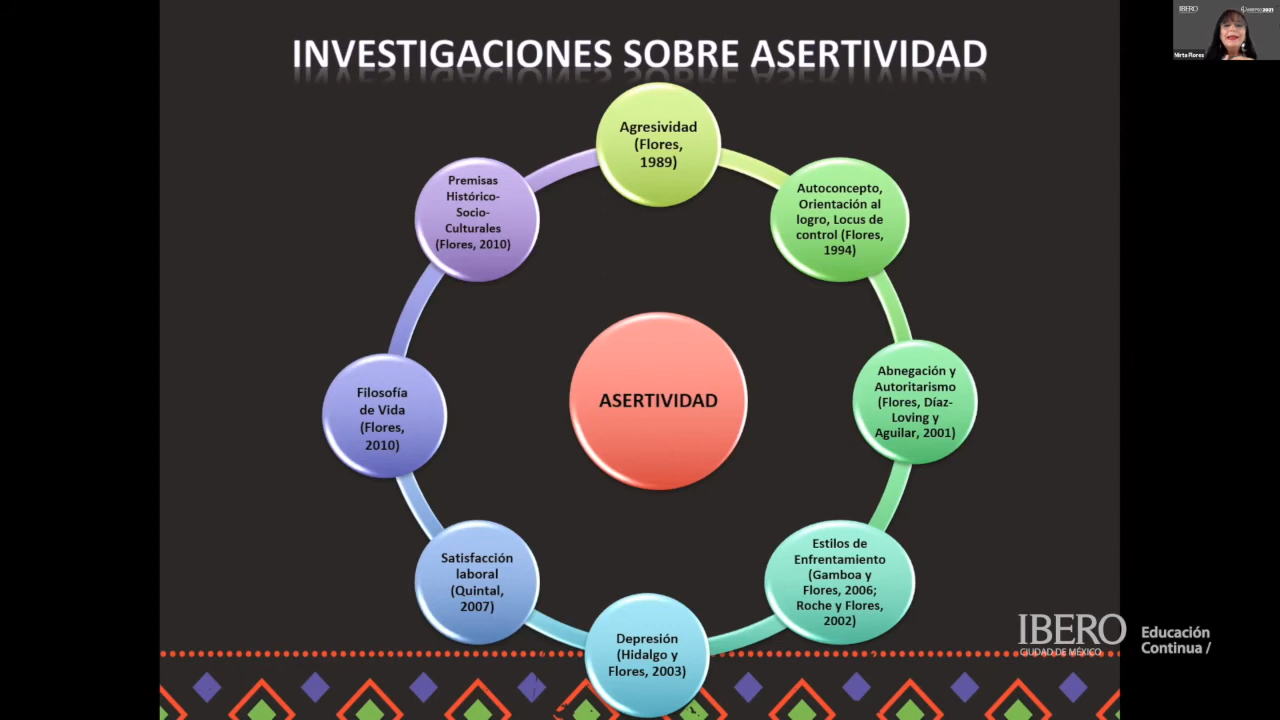 INVESTIGACIONES SOBRE ASERTIVIDAD
Agresividad
(Flores,
1989)
Autoconcepto,
Orientación al
logro, Locus de
control (Flores,
1994)
Abnegación y
Autoritarismo
(Flores, Díaz-
Loving y
Aguilar, 2001)
Estilos de
Enfrentamiento
(Gamboa y
Flores, 2006;
Roche y Flores,
2002)
Depresión
(Hidalgo y
Flores, 2003)
Satisfacción
laboral
(Quintal,
2007)
Filosofía
de Vida
(Flores,
2010)
Premisas
Histórico-
Socio-
Culturales
(Flores, 2010)
ASERTIVIDAD
IBERO
CIUDAD DE MÉXICO
Educación
Continua /
IBERO
Mirta Flores